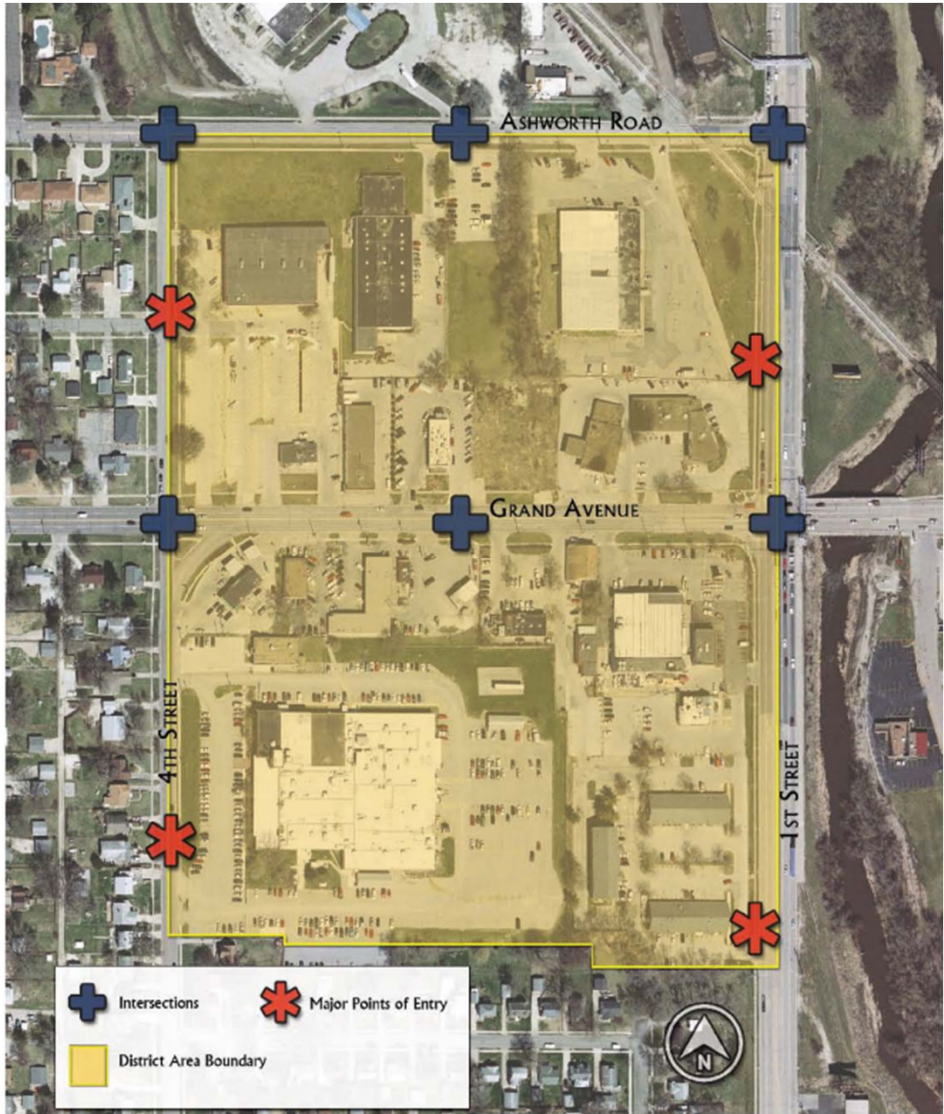 ASHWORTH ROAD
GRAND AVENUE
4TH STREET
1ST STREET
Intersections
Major Points of Entry
District Area Boundary
N